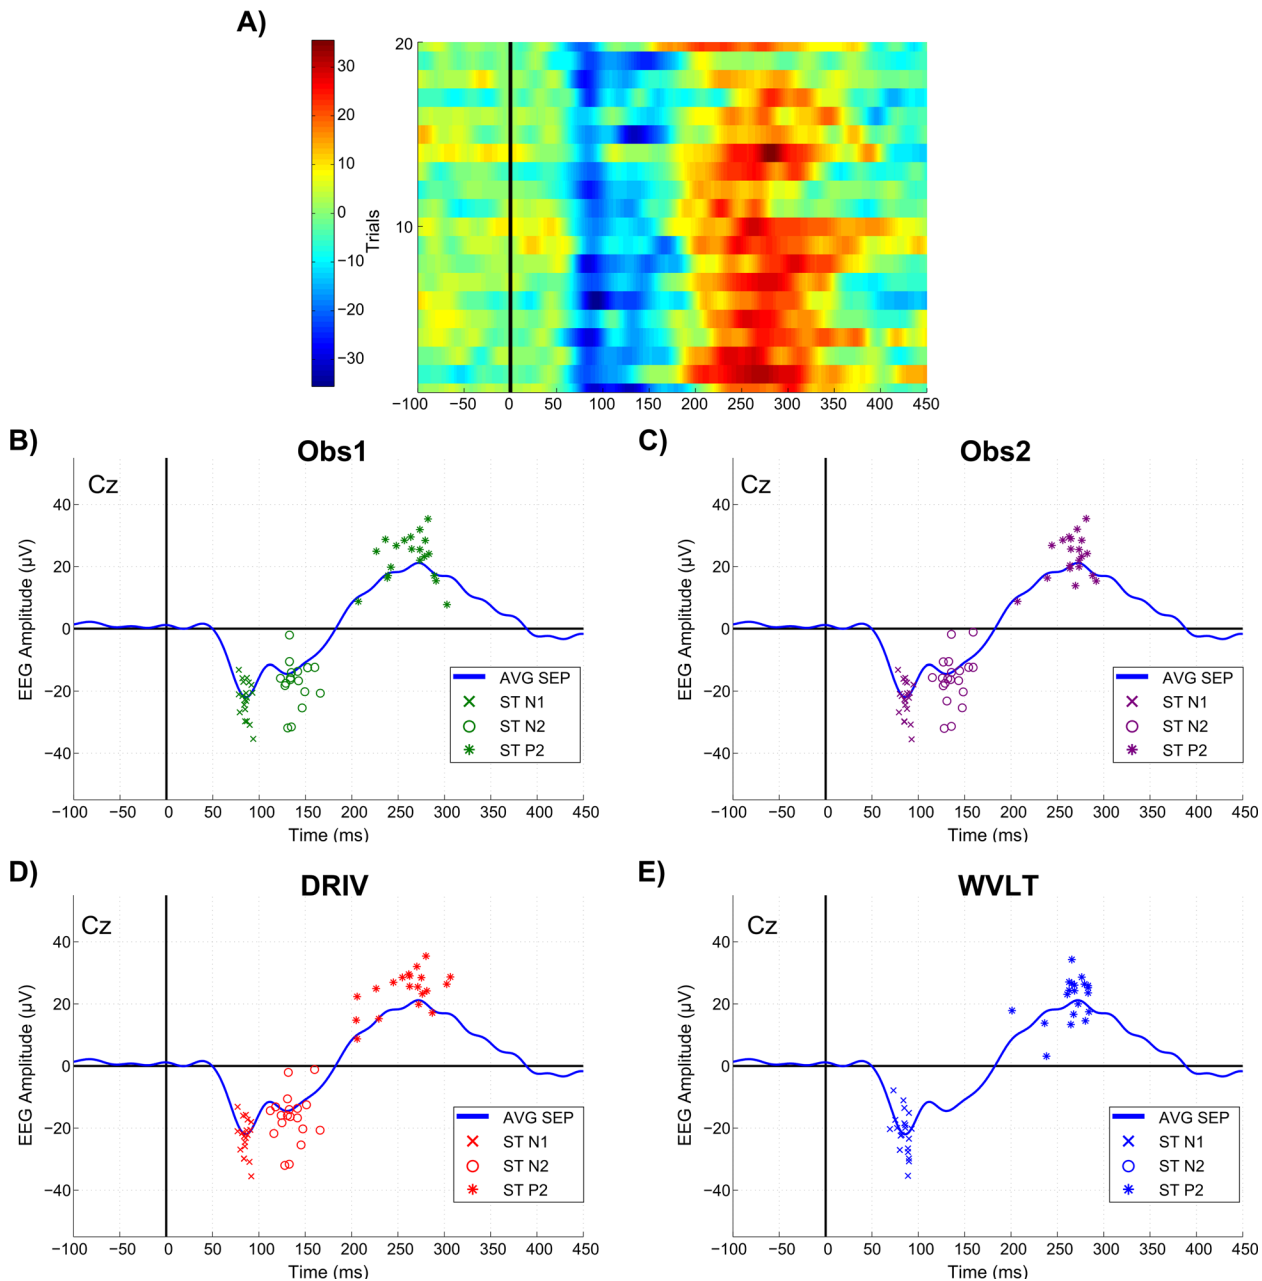 A)
30
20
10
0
−10
−20
−30
Trials
20
10
−100 −50 0 50 100 150 200 250 300 350 400 450
B)
Obs1
Cz
EEG Amplitude (µV)
40
20
0
−20
−40
AVG SEP
ST N1
ST N2
ST P2
−100 −50 0 50 100 150 200 250 300 350 400 450
Time (ms)
C)
Obs2
Cz
EEG Amplitude (µV)
40
20
0
−20
−40
AVG SEP
ST N1
ST N2
ST P2
−100 −50 0 50 100 150 200 250 300 350 400 450
Time (ms)
D)
DRIV
Cz
EEG Amplitude (µV)
40
20
0
−20
−40
AVG SEP
ST N1
ST N2
ST P2
−100 −50 0 50 100 150 200 250 300 350 400 450
Time (ms)
E)
WVLT
Cz
EEG Amplitude (µV)
40
20
0
−20
−40
AVG SEP
ST N1
ST N2
ST P2
−100 −50 0 50 100 150 200 250 300 350 400 450
Time (ms)